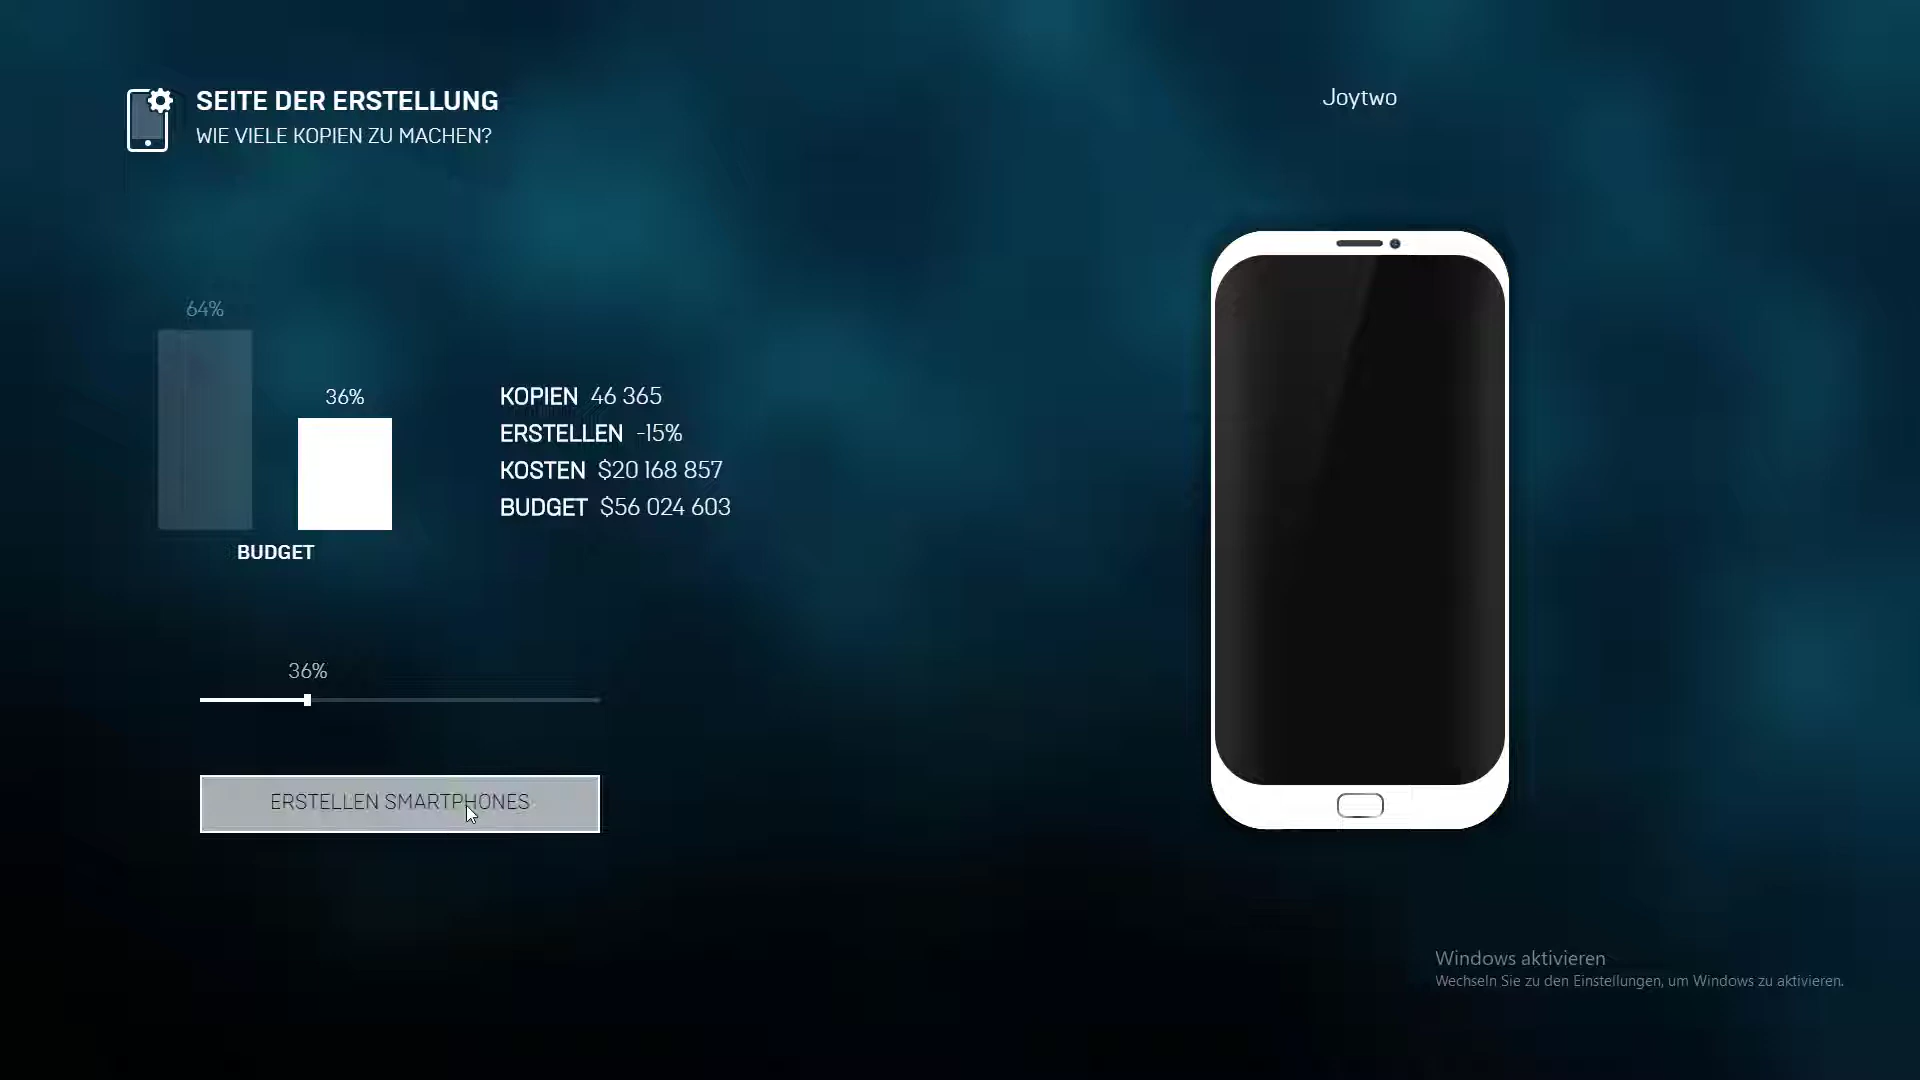 SEITE DER ERSTELLUNG
WIE VIELE KOPIEN ZU MACHEN?
Joytwo
64%
36%
BUDGET
KOPIEN 46 365
ERSTELLEN -15%
KOSTEN $20 168 857
BUDGET $56 024 603
36%
ERSTELLEN SMARTPHONES
Windows aktivieren
Wechseln Sie zu den Einstellungen, um Windows zu aktivieren.